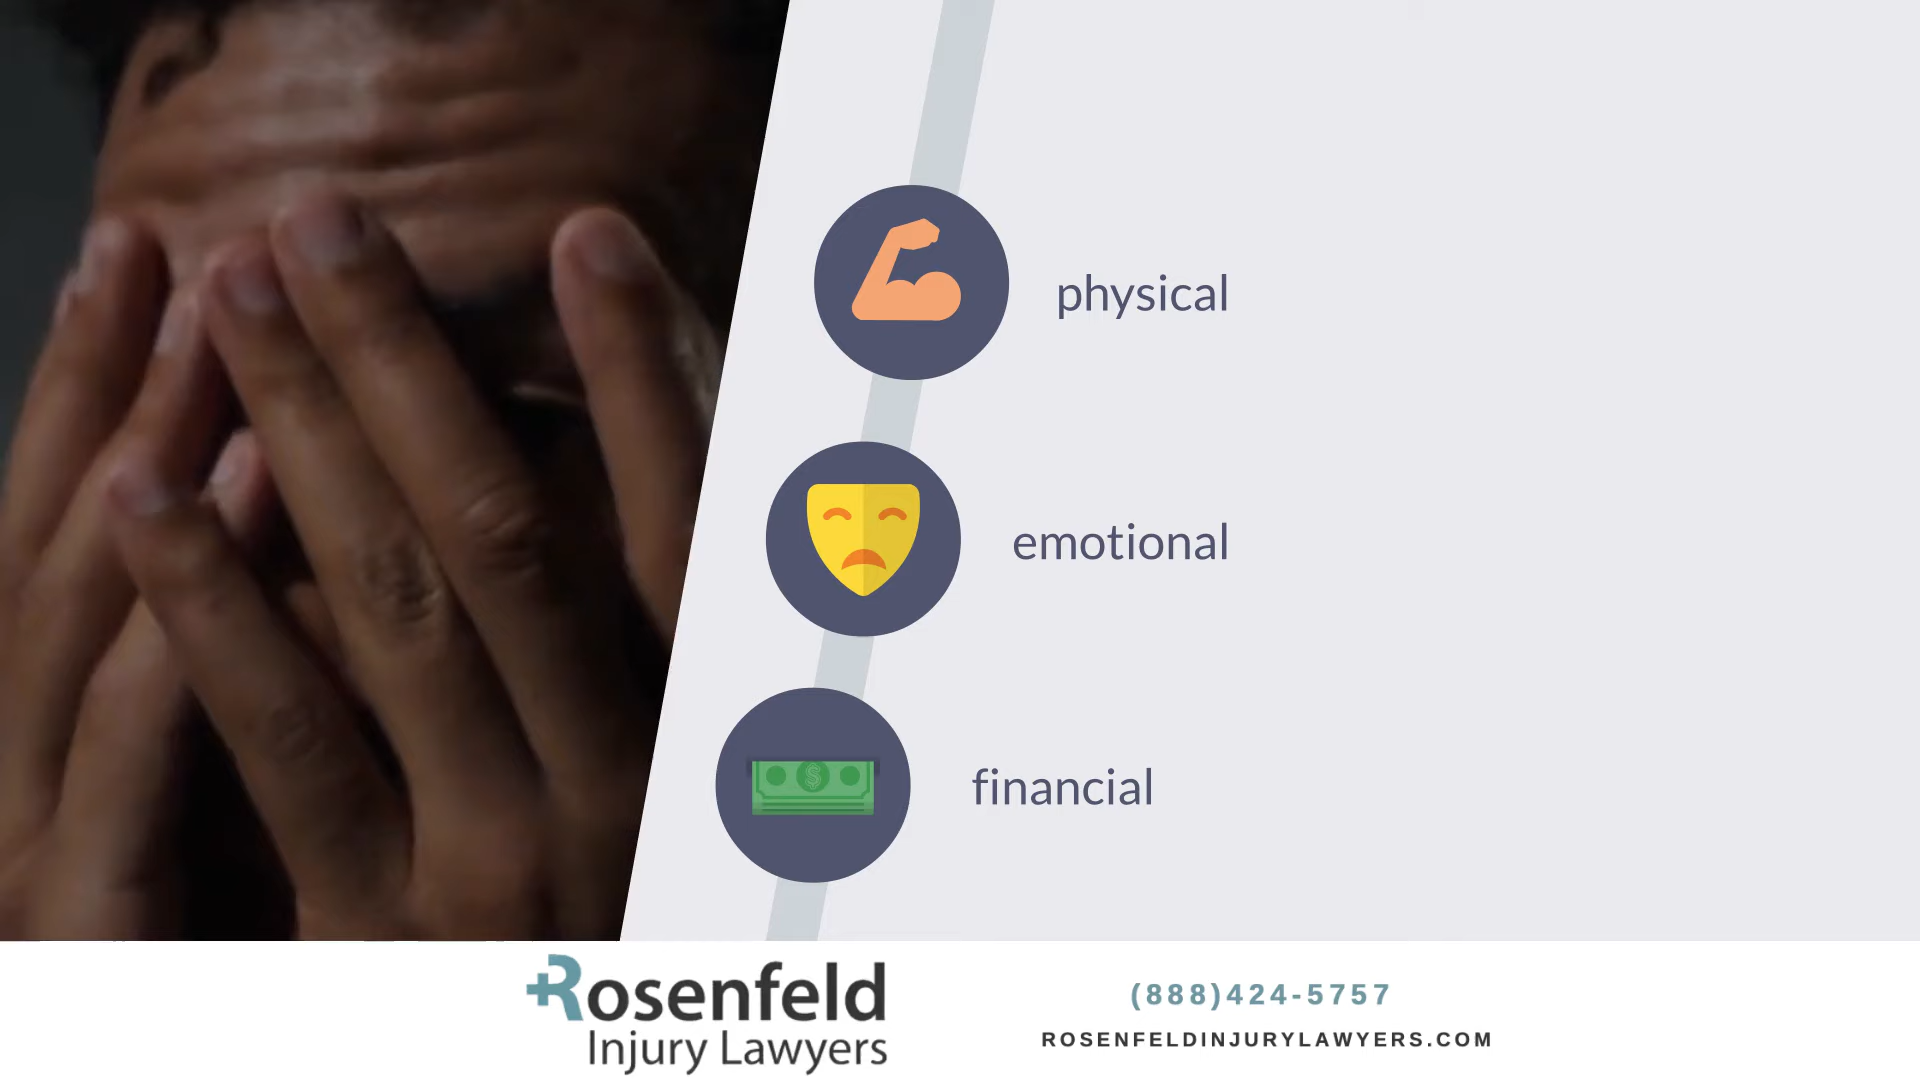 physical
emotional
financial
Rosenfeld
Injury Lawyers
(888)424-5757
ROSENFELDINJURYLAWYERS.COM